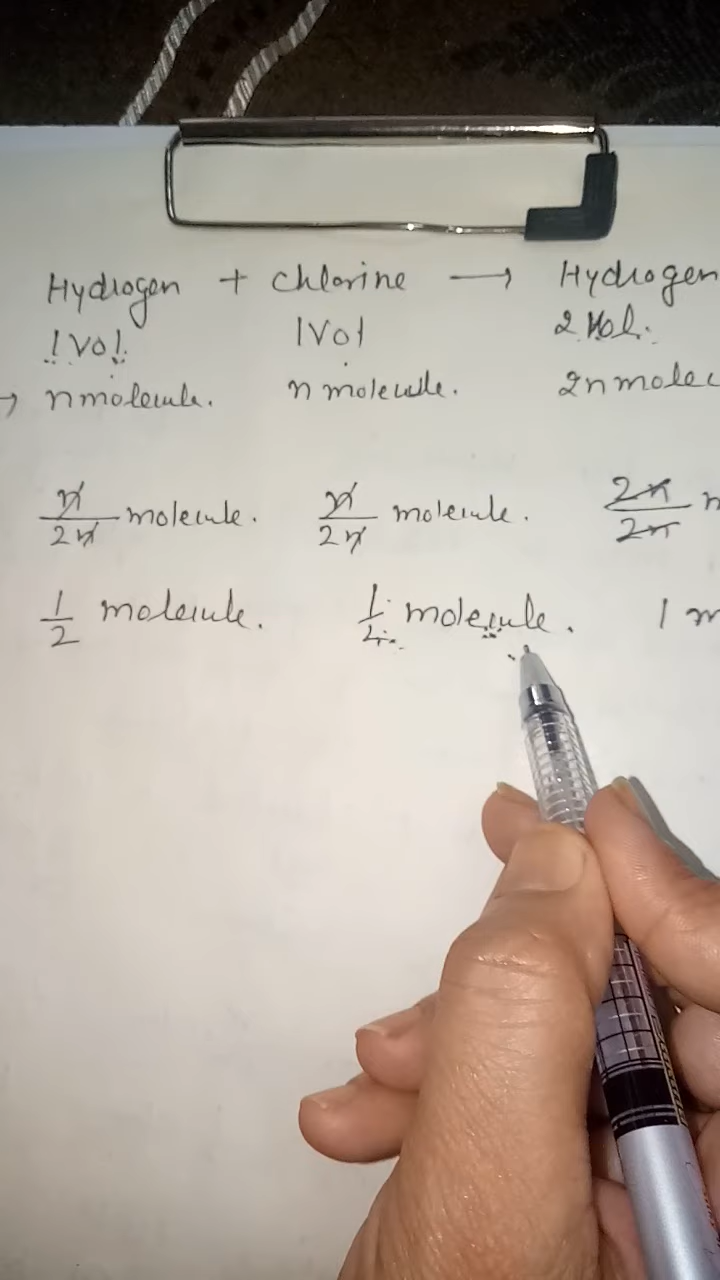 Hydrogen + Chlorine → Hydrogen
1 Vol. 1 Vol 2 Vol.
→ n molecule. n molecule. 2n molec
n/2n molecule. n/2n molecule. 2n/2n m
1/2 molecule. 1/2 molecule. 1 m